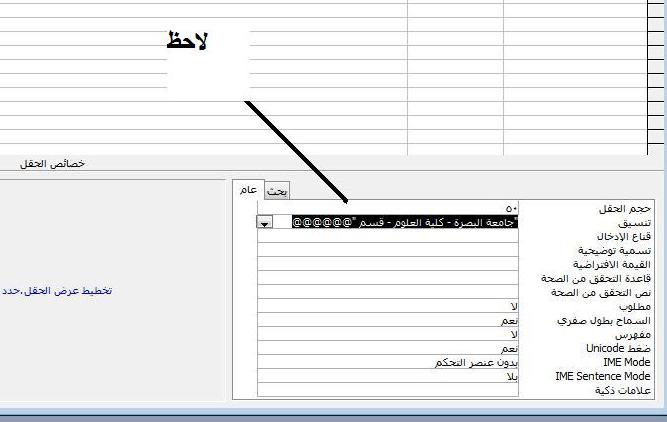 لاحظ
خصائص الحقل
عام بحث
حجم الحقل ٥٠
تنسيق "جامعة البصرة - كلية العلوم - قسم "@@@@@@
قناع الإدخال
تسمية توضيحية
القيمة الافتراضية
قاعدة التحقق من الصحة
نص التحقق من الصحة
مطلوب لا
السماح بطول صفري نعم
مفهرس لا
ضغط Unicode نعم
IME Mode بدون عنصر التحكم
IME Sentence Mode بلا
علامات ذكية
تخطيط عرض الحقل،حدد